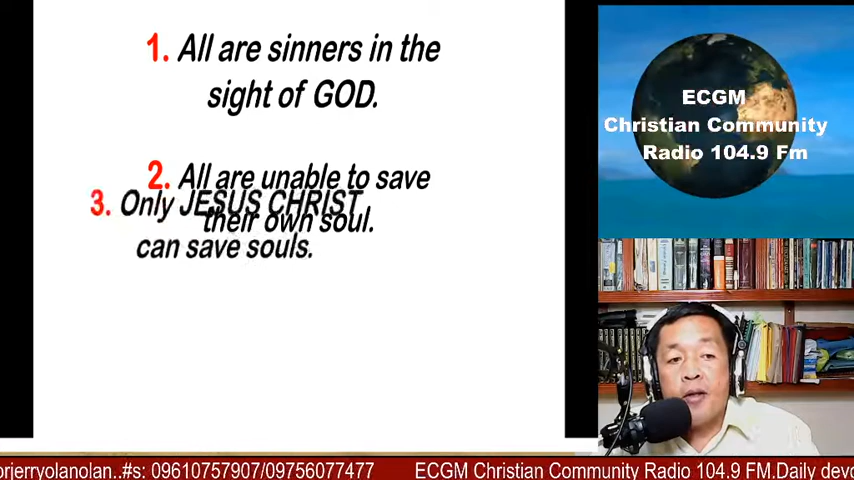 1. All are sinners in the
sight of GOD.
2. All are unable to save
their own soul.
3. Only JESUS CHRIST
can save souls.
ECGM
Christian Community
Radio 104.9 Fm
orjerryolanolan..#s: 09610757907/09756077477 ECGM Christian Community Radio 104.9 FM.Daily devo